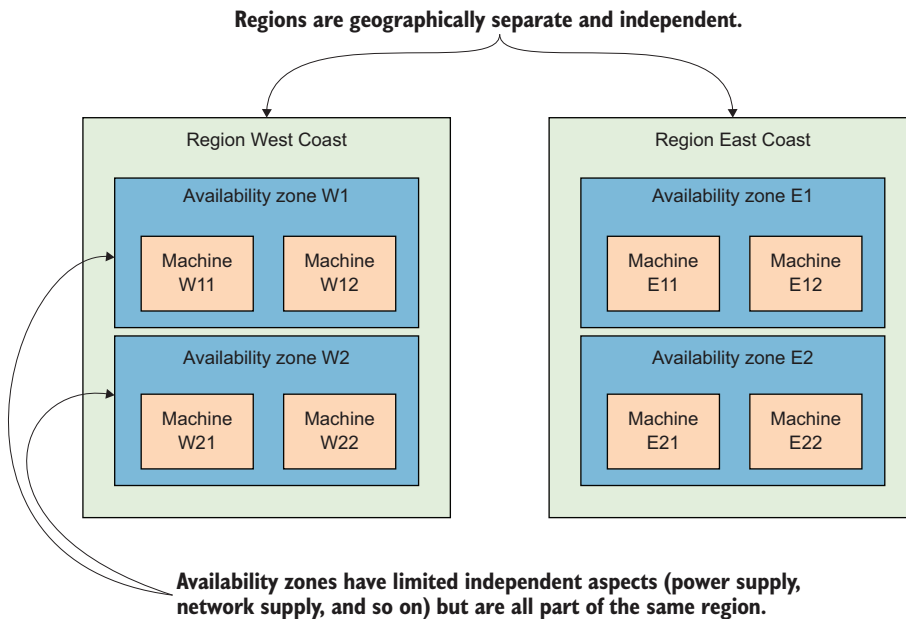 Regions are geographically separate and independent.
Region West Coast
Availability zone W1
Machine
W11
Machine
W12
Availability zone W2
Machine
W21
Machine
W22
Region East Coast
Availability zone E1
Machine
E11
Machine
E12
Availability zone E2
Machine
E21
Machine
E22
Availability zones have limited independent aspects (power supply,
network supply, and so on) but are all part of the same region.